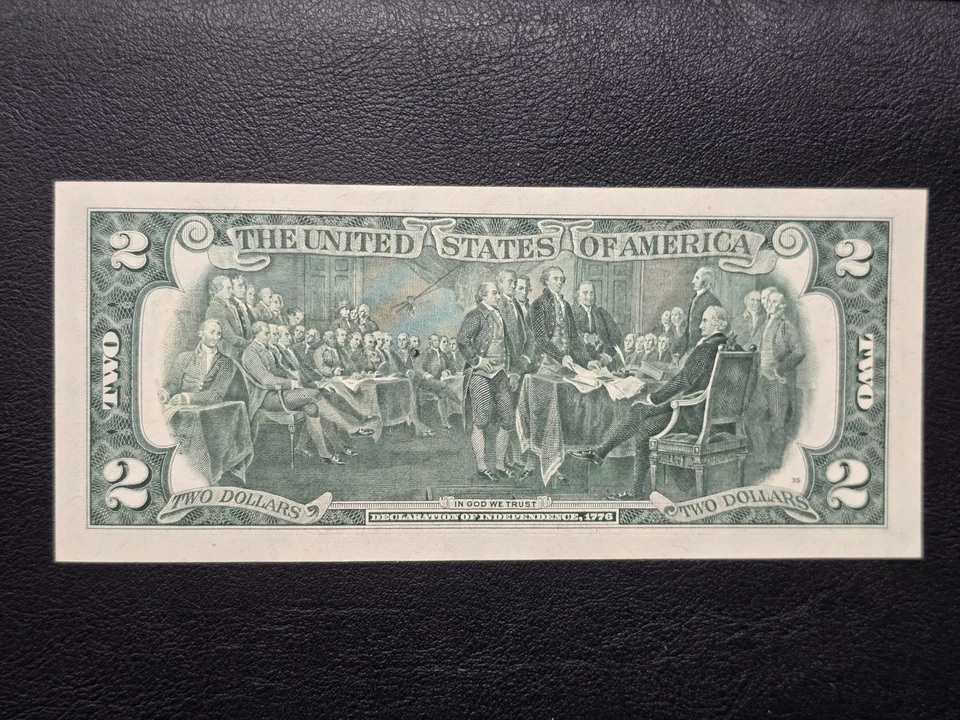 THE UNITED STATES OF AMERICA
2
2
TWO
TWO
2
2
TWO DOLLARS
IN GOD WE TRUST
TWO DOLLARS
DECLARATION OF INDEPENDENCE, 1776